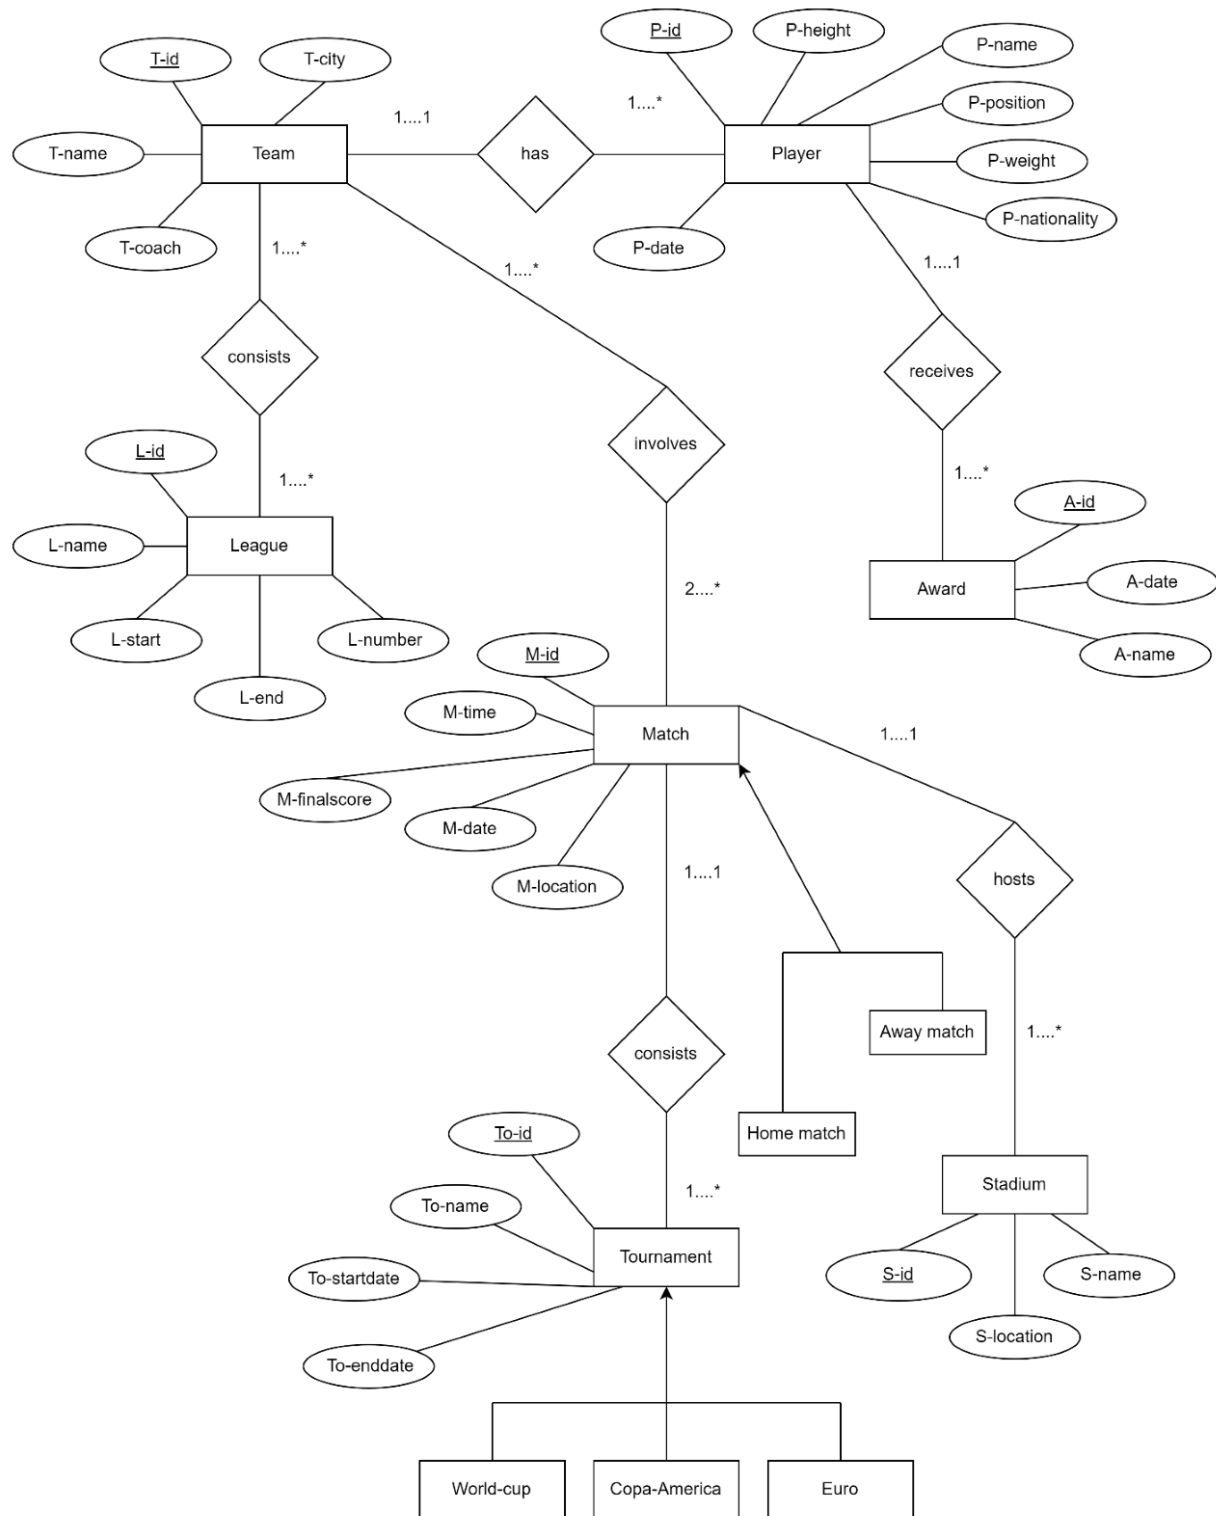 P-id
P-height
P-name
T-id
T-city
P-position
1....1
1....*
T-name
Team
has
Player
P-weight
P-nationality
T-coach
P-date
1....*
1....*
1....1
consists
receives
involves
L-id
1....*
1....*
A-id
L-name
League
Award
A-date
2....*
L-start
L-number
M-id
A-name
L-end
M-time
Match
1....1
M-finalscore
M-date
1....1
M-location
hosts
Away match
1....*
consists
To-id
Home match
Stadium
1....*
To-name
Tournament
To-startdate
S-id
S-name
S-location
To-enddate
World-cup
Copa-America
Euro